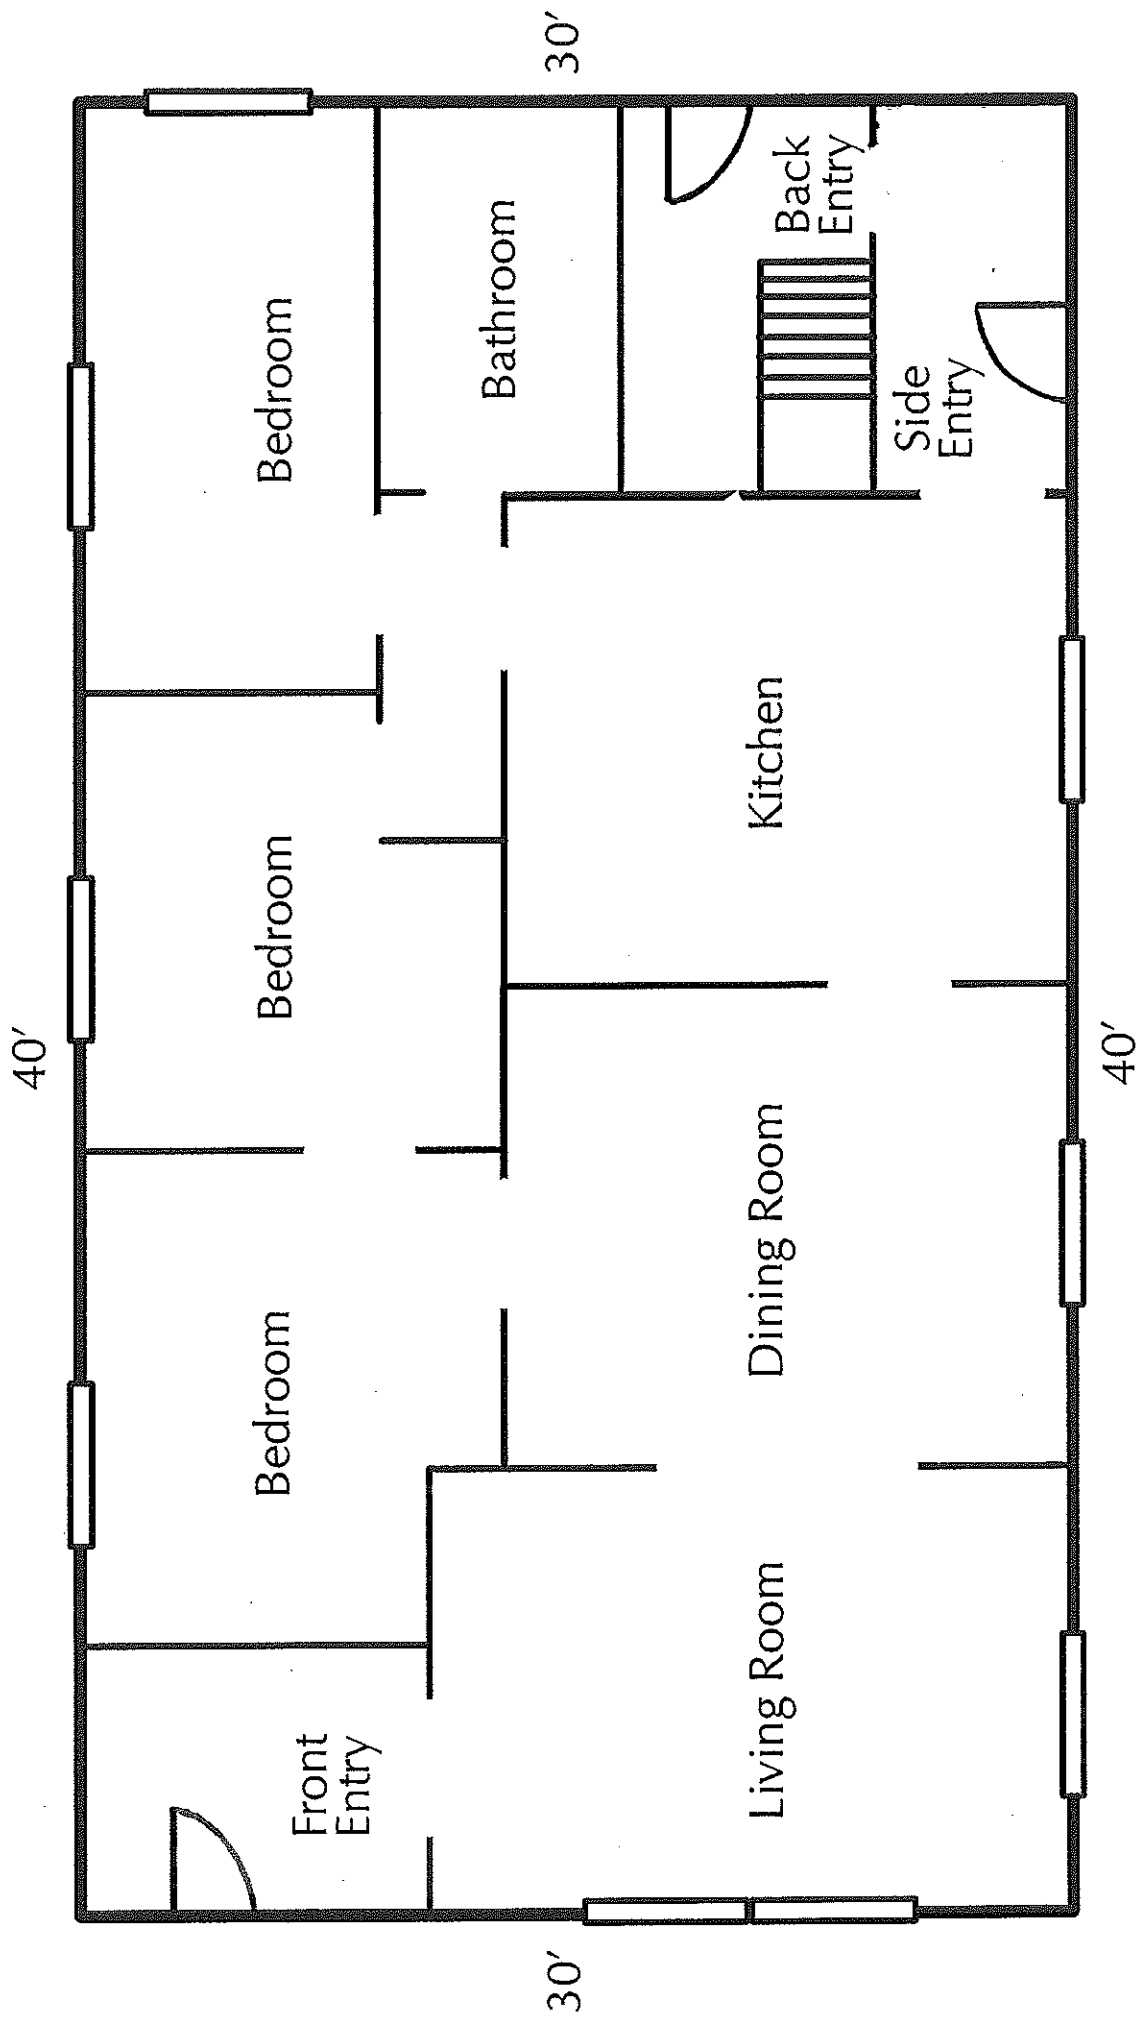 40′
Bedroom
Bedroom
Bedroom
Front
Entry
Bathroom
30′
30′
Living Room
Dining Room
Kitchen
Back
Entry
Side
Entry
40′